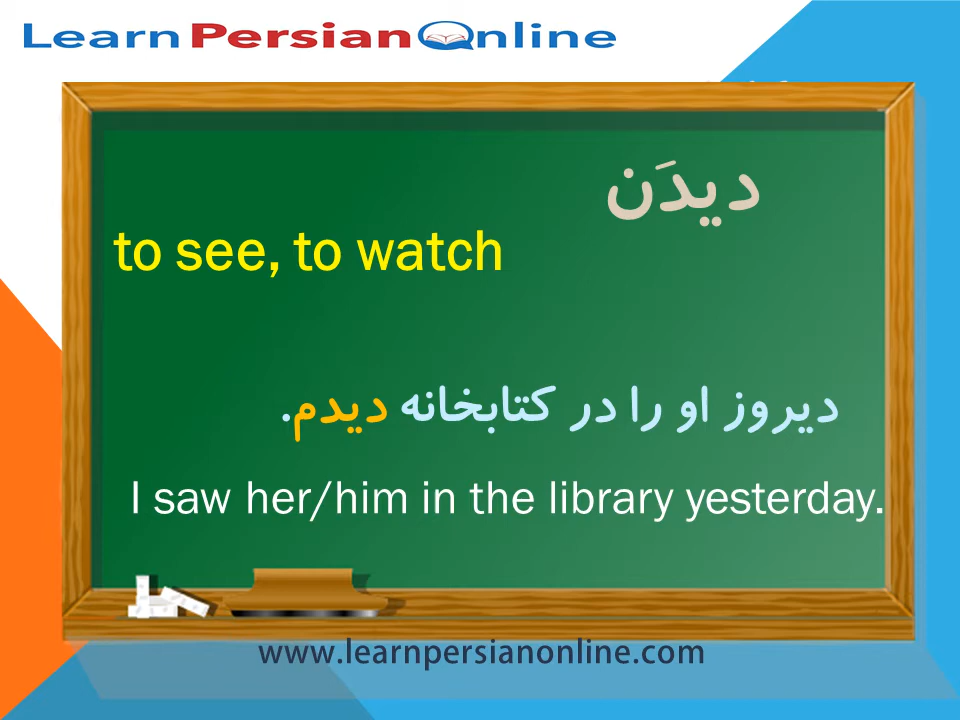 Learn Persian Online
دیدَن
to see, to watch
دیروز او را در کتابخانه دیدم.
I saw her/him in the library yesterday.
www.learnpersianonline.com